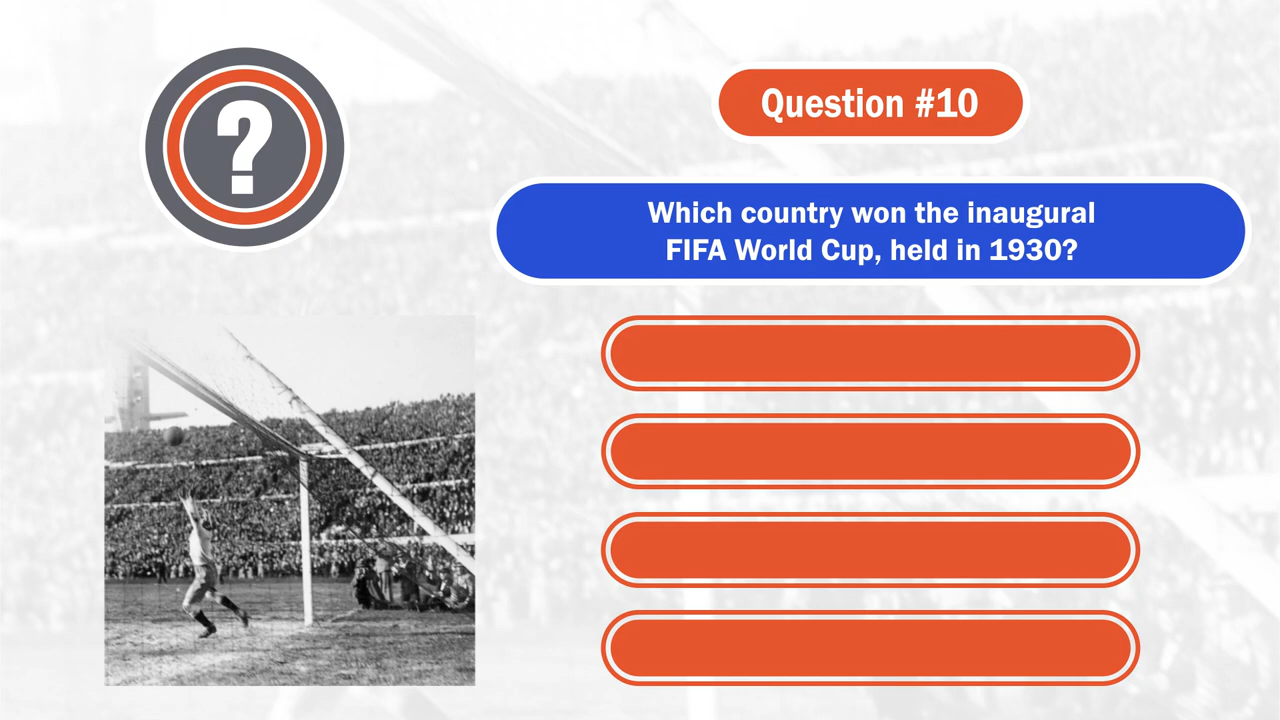 ?
Question #10
Which country won the inaugural
FIFA World Cup, held in 1930?